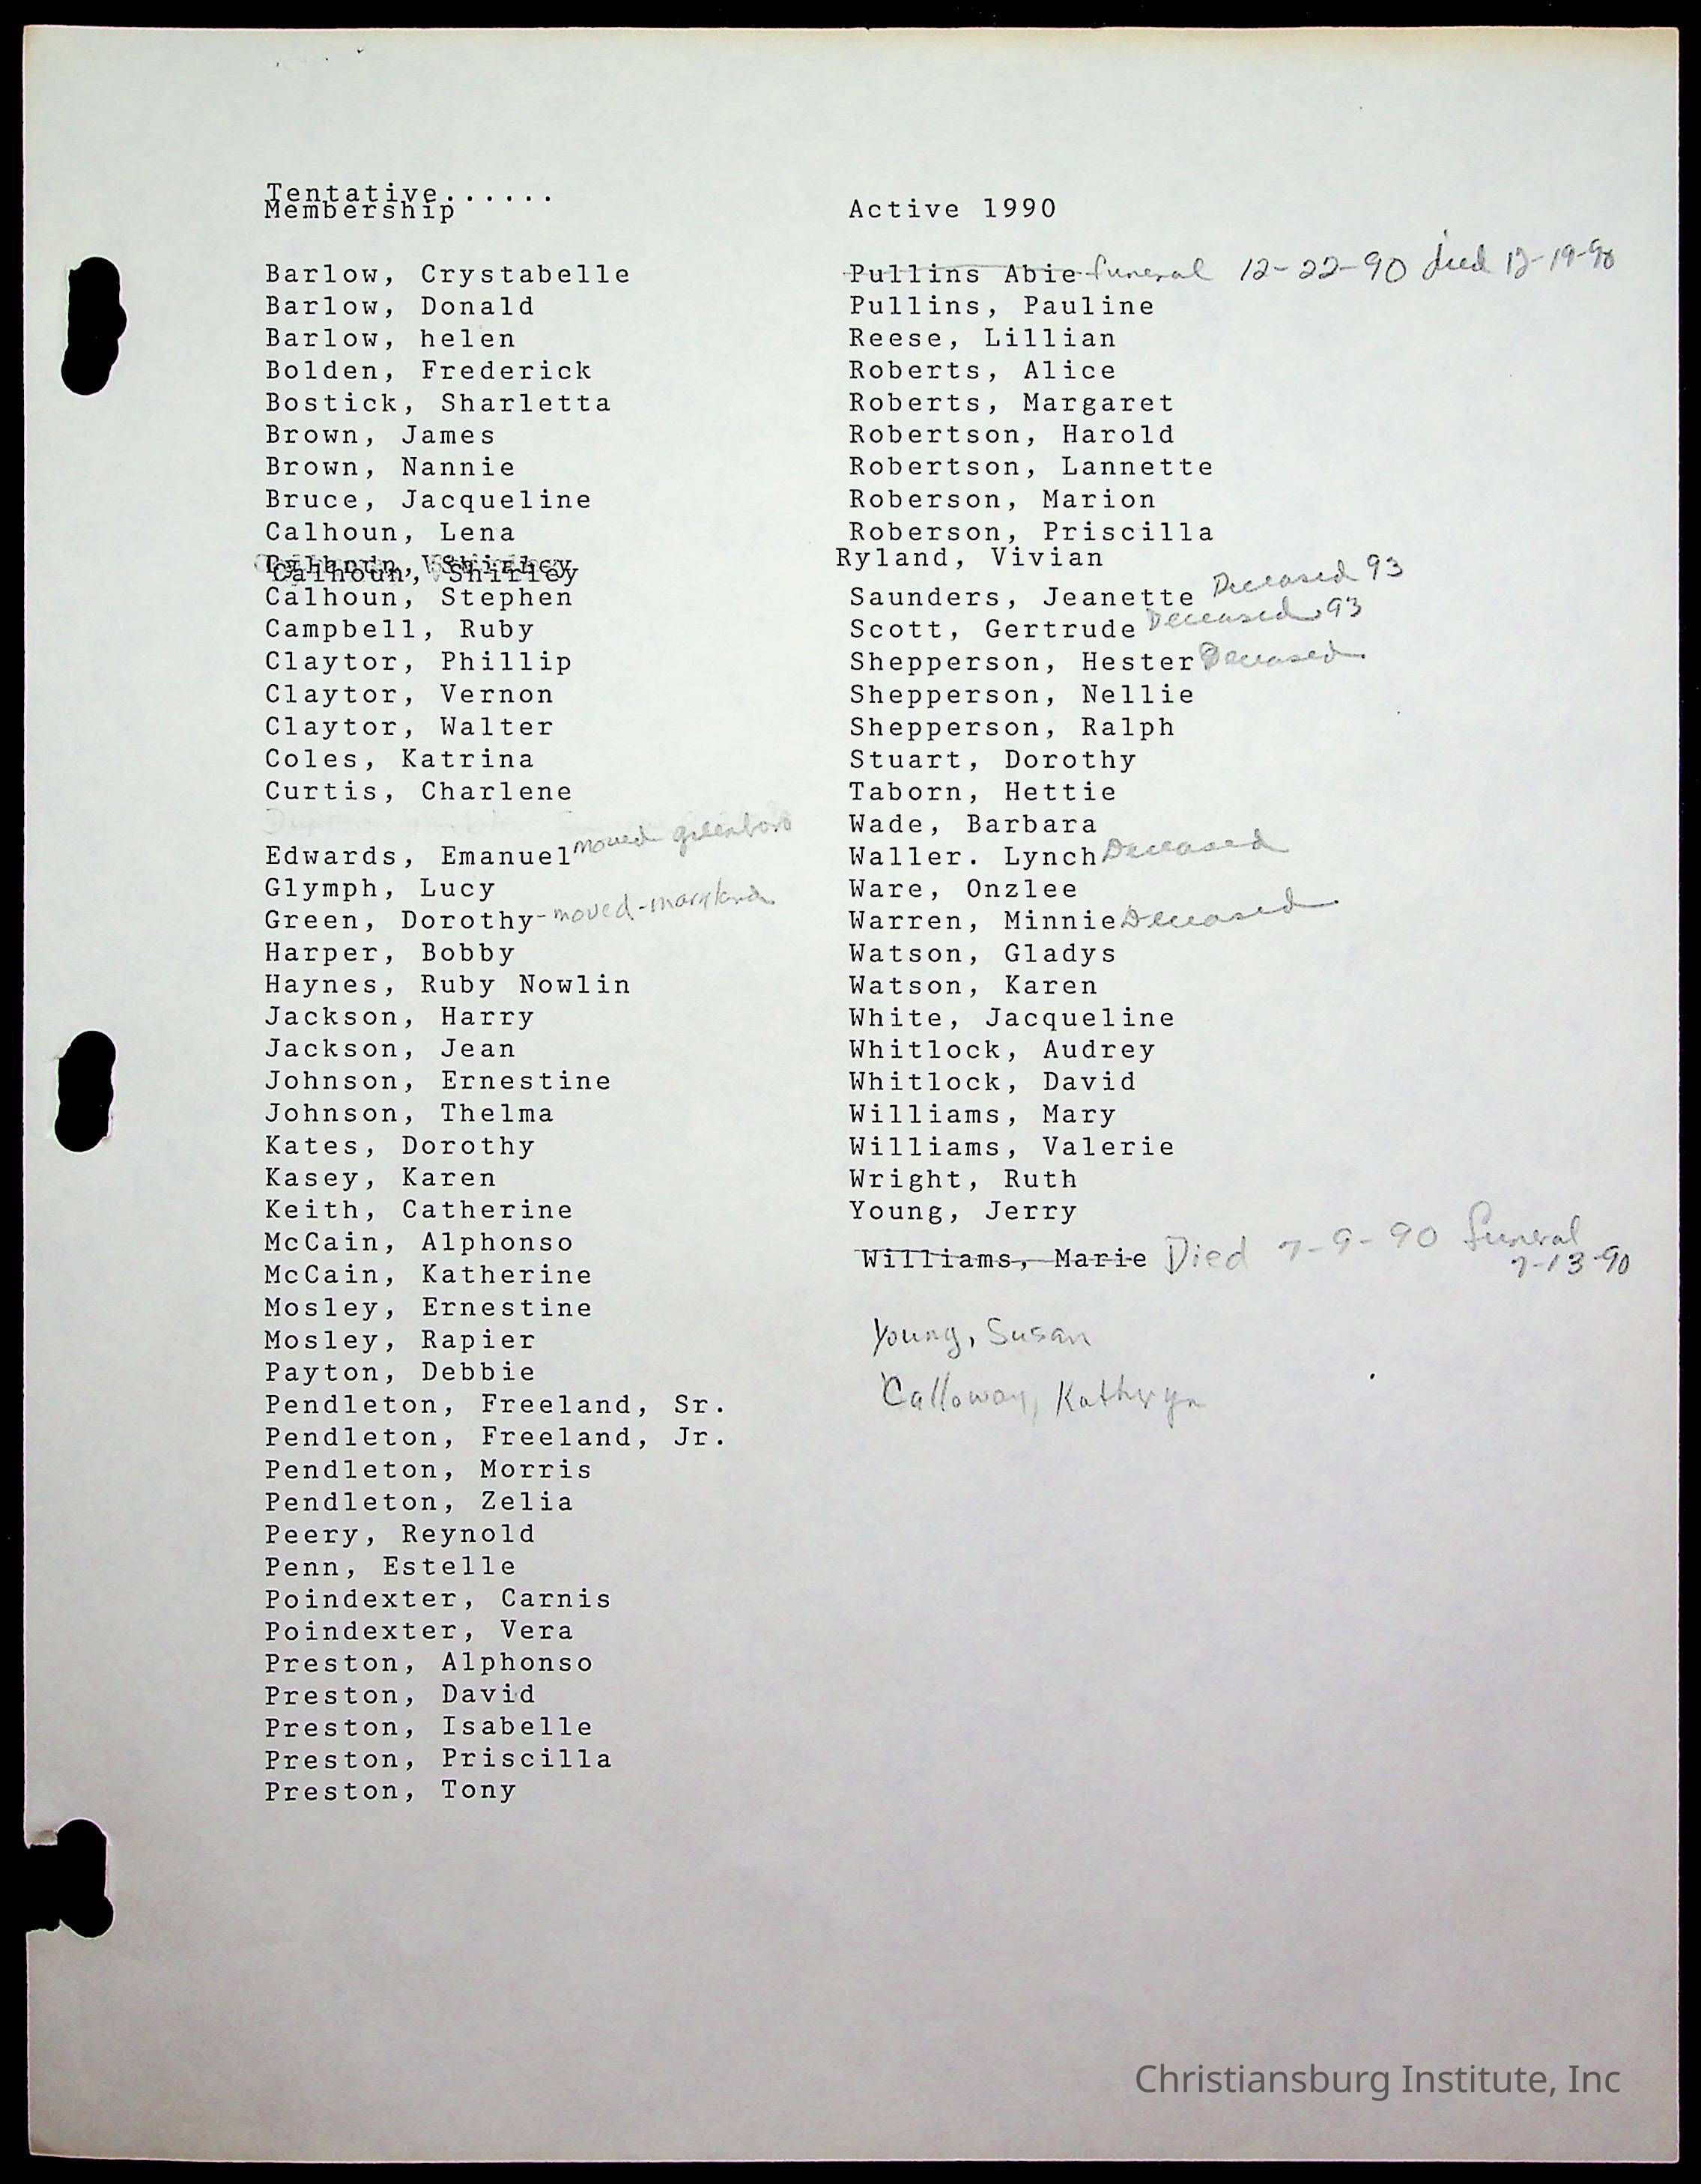 Tentative......
Membership
Barlow, Crystabelle
Barlow, Donald
Barlow, helen
Bolden, Frederick
Bostick, Sharletta
Brown, James
Brown, Nannie
Bruce, Jacqueline
Calhoun, Lena
Calhoun, Shirley
Calhoun, Stephen
Campbell, Ruby
Claytor, Phillip
Claytor, Vernon
Claytor, Walter
Coles, Katrina
Curtis, Charlene
Edwards, Emanuel moved greensboro
Glymph, Lucy
Green, Dorothy-moved-maryland
Harper, Bobby
Haynes, Ruby Nowlin
Jackson, Harry
Jackson, Jean
Johnson, Ernestine
Johnson, Thelma
Kates, Dorothy
Kasey, Karen
Keith, Catherine
McCain, Alphonso
McCain, Katherine
Mosley, Ernestine
Mosley, Rapier
Payton, Debbie
Pendleton, Freeland, Sr.
Pendleton, Freeland, Jr.
Pendleton, Morris
Pendleton, Zelia
Peery, Reynold
Penn, Estelle
Poindexter, Carnis
Poindexter, Vera
Preston, Alphonso
Preston, David
Preston, Isabelle
Preston, Priscilla
Preston, Tony
Active 1990
Pullins Abie funeral 12-22-90 died 12-19-90
Pullins, Pauline
Reese, Lillian
Roberts, Alice
Roberts, Margaret
Robertson, Harold
Robertson, Lannette
Roberson, Marion
Roberson, Priscilla
Ryland, Vivian
Saunders, Jeanette Deceased 93
Scott, Gertrude Deceased 93
Shepperson, Hester Deceased
Shepperson, Nellie
Shepperson, Ralph
Stuart, Dorothy
Taborn, Hettie
Wade, Barbara
Waller. Lynch Deceased
Ware, Onzlee
Warren, Minnie Deceased
Watson, Gladys
Watson, Karen
White, Jacqueline
Whitlock, Audrey
Whitlock, David
Williams, Mary
Williams, Valerie
Wright, Ruth
Young, Jerry
Williams, Marie Died 7-9-90 funeral
7-13-90
Young, Susan
Calloway, Kathryn
Christiansburg Institute, Inc